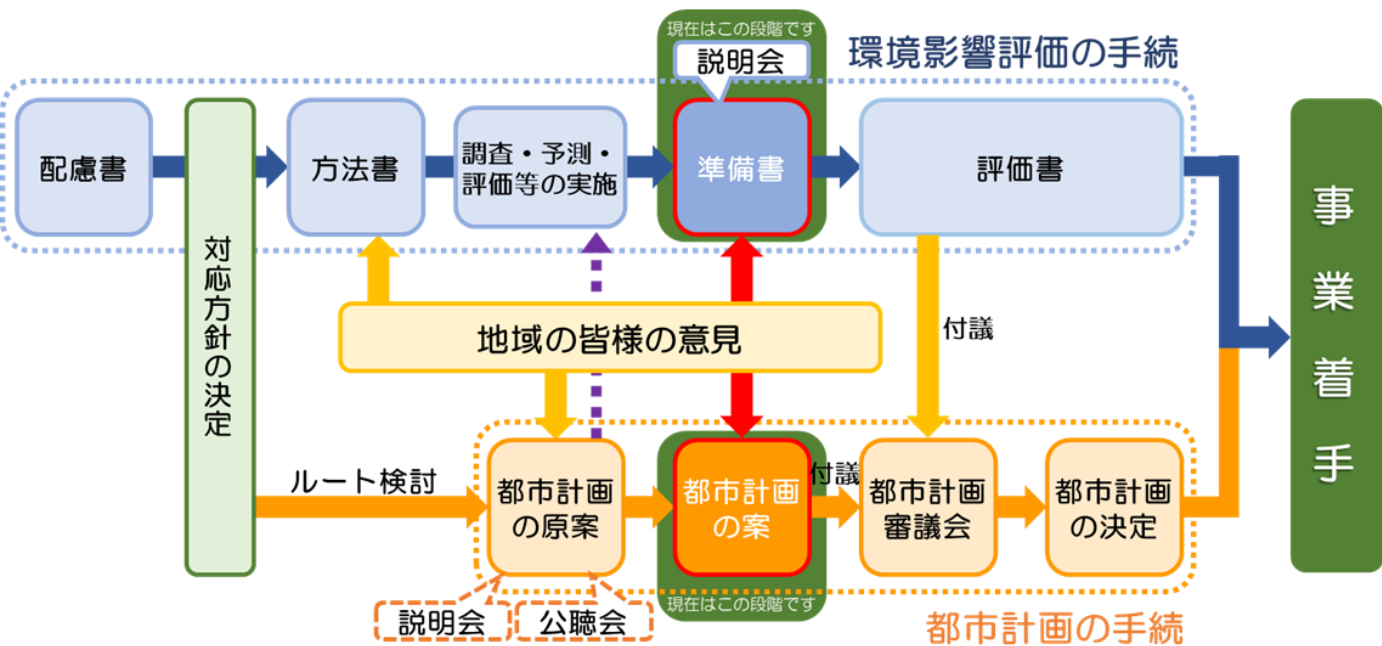 現在はこの段階です
説明会
環境影響評価の手続
配慮書
方法書
調査・予測・
評価等の実施
準備書
評価書
対応方針の決定
地域の皆様の意見
付議
事業着手
ルート検討
都市計画
の原案
都市計画
の案
付議
都市計画
審議会
都市計画
の決定
説明会
公聴会
現在はこの段階です
都市計画の手続